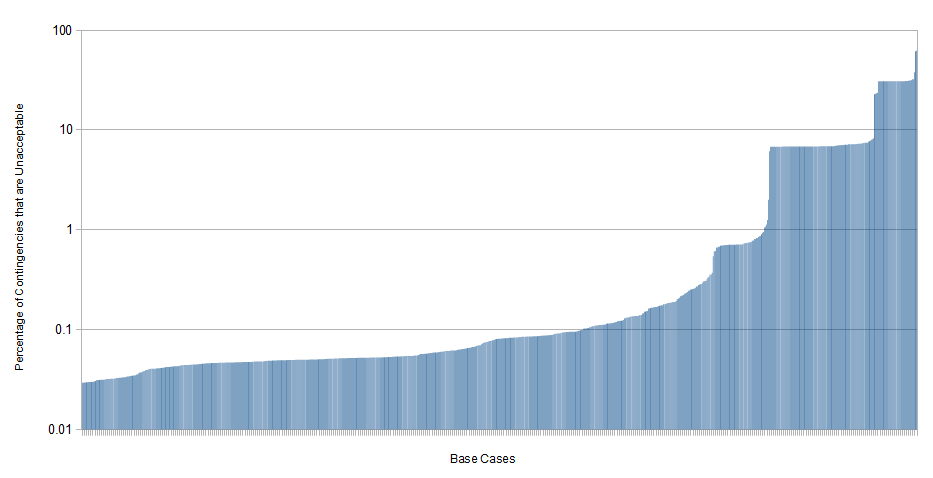 100
10
1
0.1
0.01
Percentage of Contingencies that are Unacceptable
Base Cases